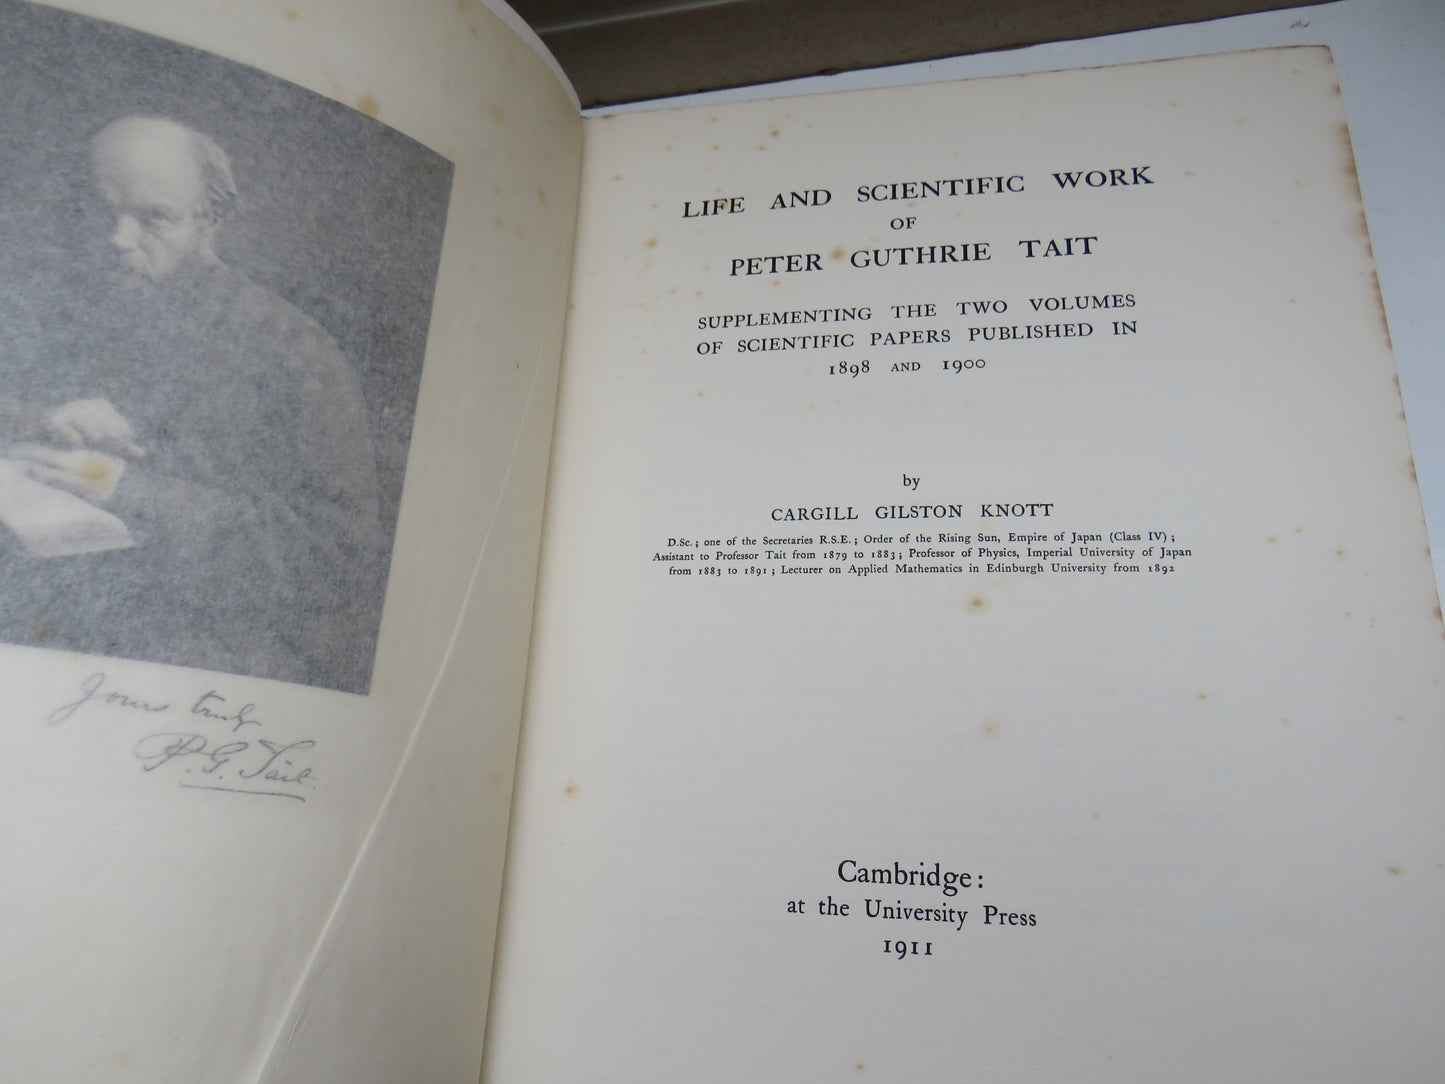 Yours truly
P. G. Tait.
LIFE AND SCIENTIFIC WORK
OF
PETER GUTHRIE TAIT
SUPPLEMENTING THE TWO VOLUMES
OF SCIENTIFIC PAPERS PUBLISHED IN
1898 AND 1900
by
CARGILL GILSTON KNOTT
D.Sc.; one of the Secretaries R.S.E.; Order of the Rising Sun, Empire of Japan (Class IV);
Assistant to Professor Tait from 1879 to 1883; Professor of Physics, Imperial University of Japan
from 1883 to 1891; Lecturer on Applied Mathematics in Edinburgh University from 1892
Cambridge:
at the University Press
1911